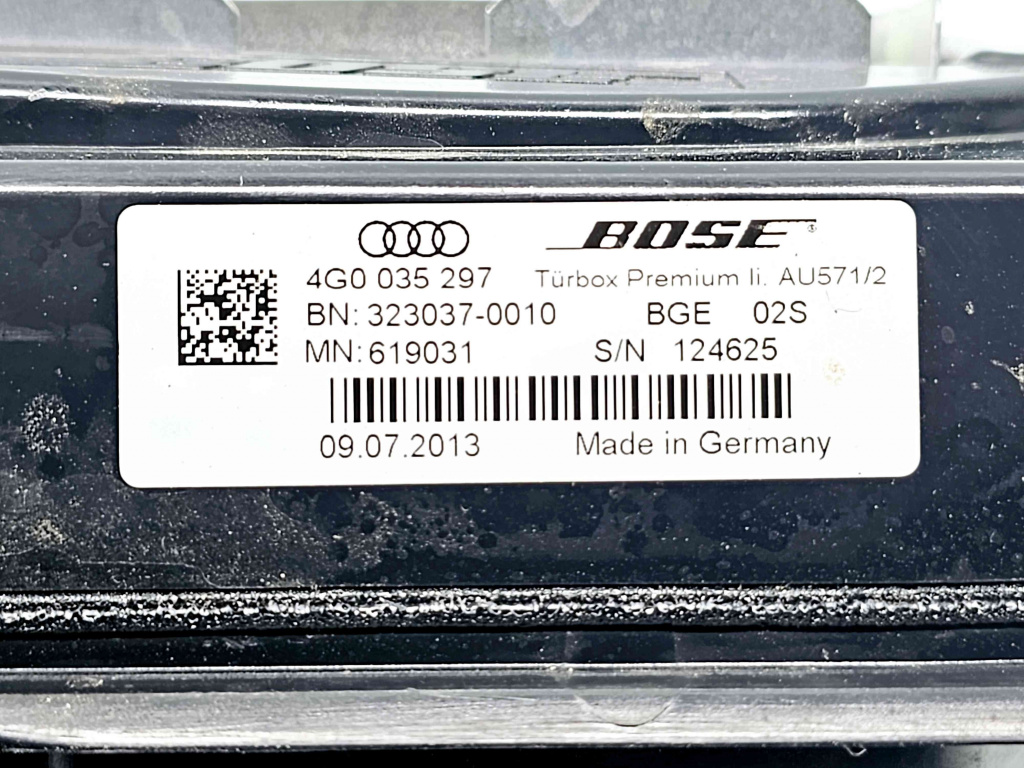 BOSE®
4G0 035 297 Türbox Premium li. AU571/2
BN: 323037-0010 BGE 02S
MN: 619031 S/N 124625
09.07.2013 Made in Germany